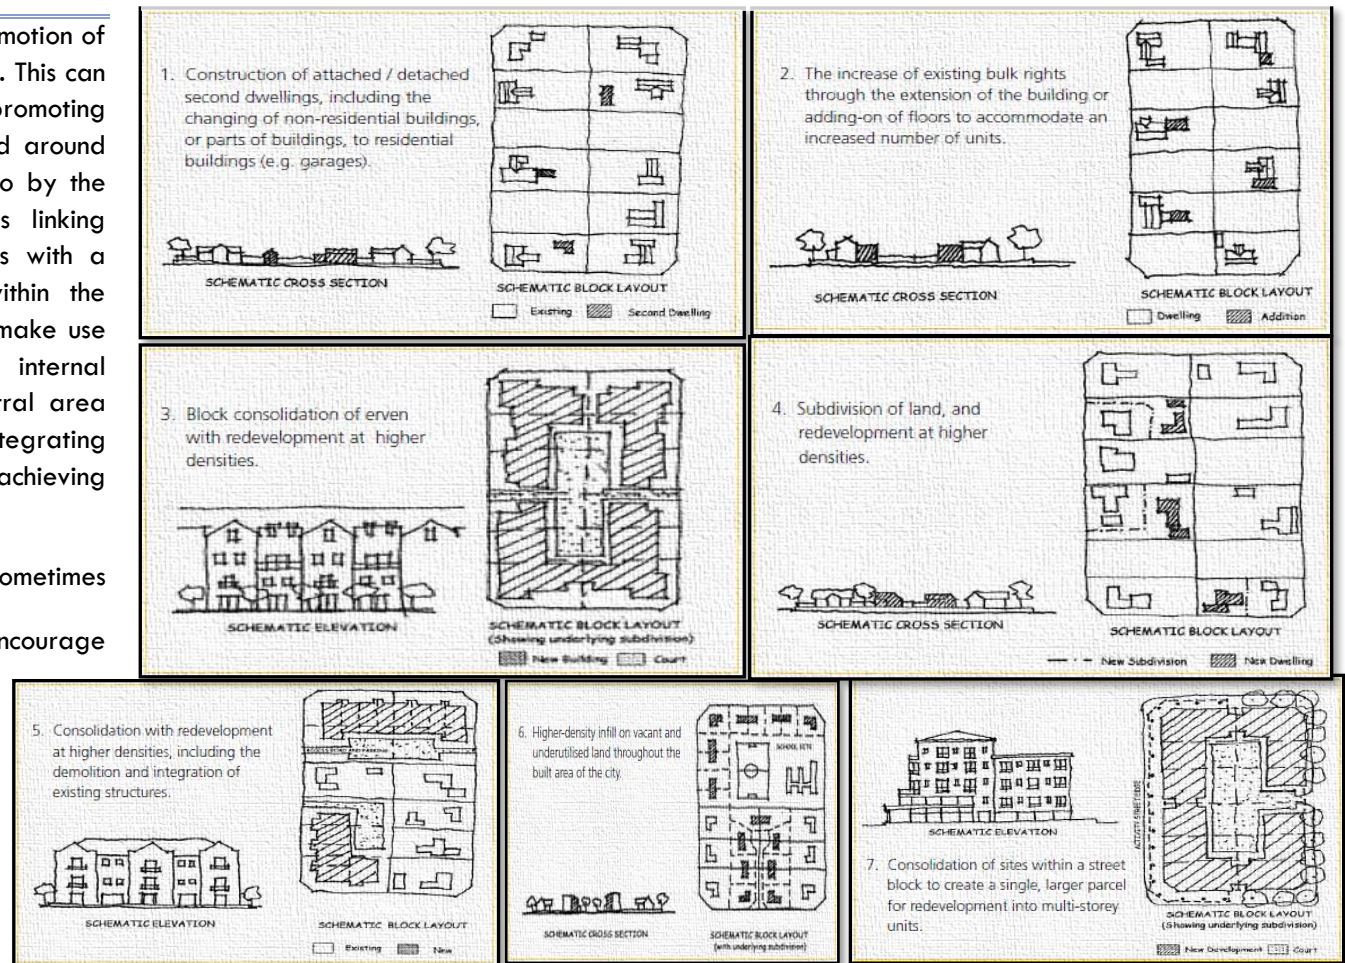 motion of
. This can
promoting
d around
o by the
s linking
s with a
within the
make use
internal
tral area
ntegrating
achieving
ometimes
ncourage
1. Construction of attached / detached
second dwellings, including the
changing of non-residential buildings,
or parts of buildings, to residential
buildings (e.g. garages).
SCHEMATIC CROSS SECTION
SCHEMATIC BLOCK LAYOUT
Existing Second Dwelling
2. The increase of existing bulk rights
through the extension of the building or
adding-on of floors to accommodate an
increased number of units.
SCHEMATIC CROSS SECTION
SCHEMATIC BLOCK LAYOUT
Dwelling Addition
3. Block consolidation of erven
with redevelopment at higher
densities.
SCHEMATIC ELEVATION
SCHEMATIC BLOCK LAYOUT
(Showing underlying subdivision)
New Building Court
4. Subdivision of land, and
redevelopment at higher
densities.
SCHEMATIC CROSS SECTION
SCHEMATIC BLOCK LAYOUT
New Subdivision New Dwelling
5. Consolidation with redevelopment
at higher densities, including the
demolition and integration of
existing structures.
ACCESS ROAD AND PARKING
SCHEMATIC ELEVATION
SCHEMATIC BLOCK LAYOUT
Existing New
6. Higher-density infill on vacant and
underutilised land throughout the
built area of the city.
SCHOOL SITE
SCHEMATIC CROSS SECTION
SCHEMATIC BLOCK LAYOUT
(with underlying subdivision)
SCHEMATIC ELEVATION
7. Consolidation of sites within a street
block to create a single, larger parcel
for redevelopment into multi-storey
units.
ACTIVITY STREET EDGE
SCHEMATIC BLOCK LAYOUT
(Showing underlying subdivision)
New Development Court